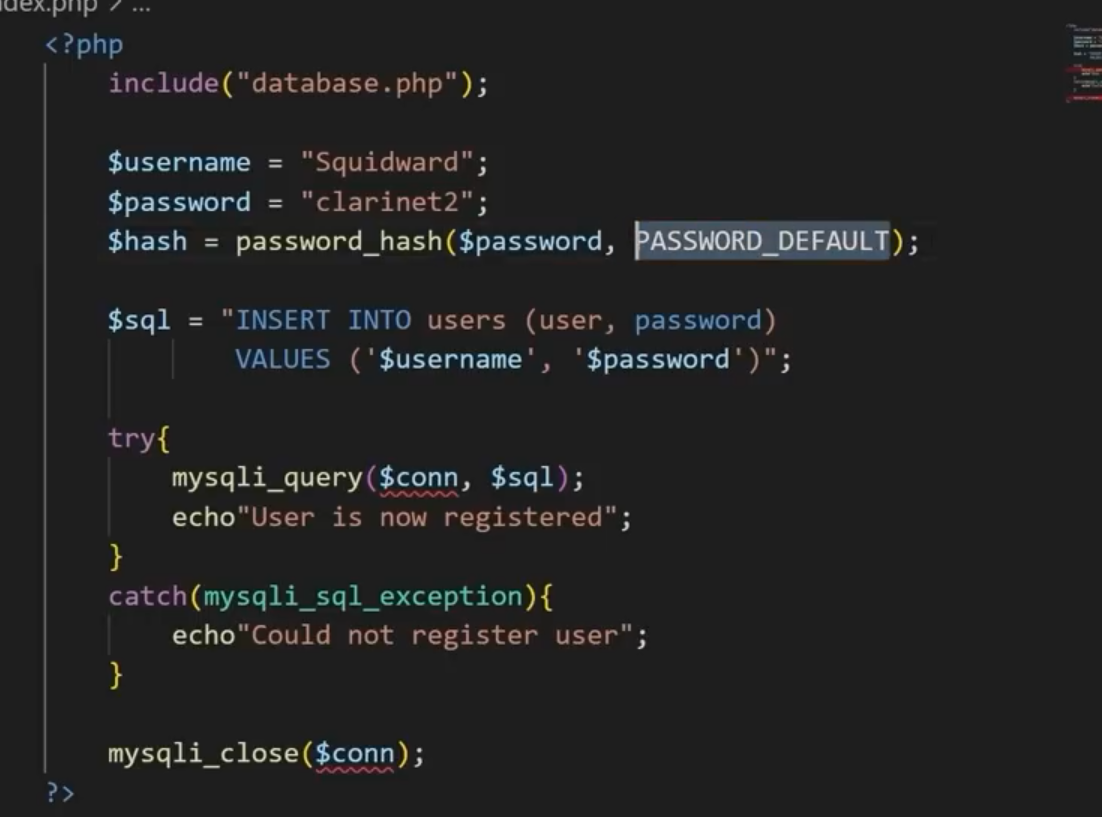 index.php > ...
<?php
include("database.php");
$username = "Squidward";
$password = "clarinet2";
$hash = password_hash($password, PASSWORD_DEFAULT);
$sql = "INSERT INTO users (user, password)
VALUES ('$username', '$password')";
try{
mysqli_query($conn, $sql);
echo"User is now registered";
}
catch(mysqli_sql_exception){
echo"Could not register user";
}
mysqli_close($conn);
?>